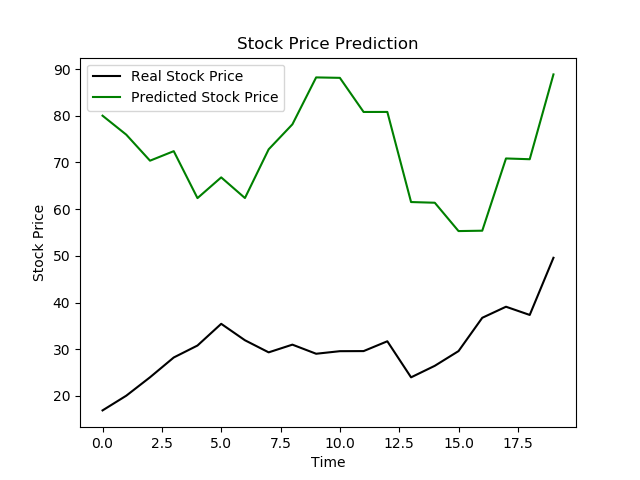 Stock Price Prediction
Real Stock Price
Predicted Stock Price
90
80
70
60
50
40
30
20
Stock Price
0.0 2.5 5.0 7.5 10.0 12.5 15.0 17.5
Time